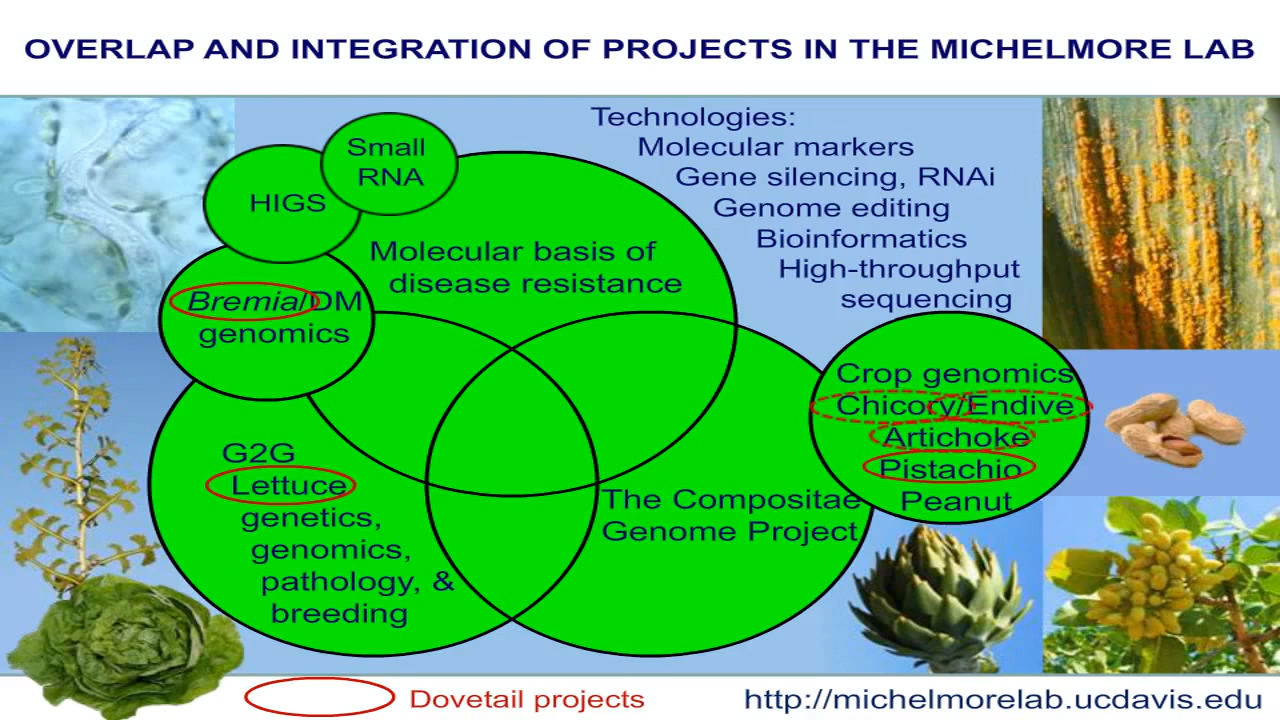 OVERLAP AND INTEGRATION OF PROJECTS IN THE MICHELMORE LAB
Technologies:
Molecular markers
Gene silencing, RNAi
Genome editing
Bioinformatics
High-throughput
sequencing
Small
RNA
HIGS
Molecular basis of
disease resistance
Bremia/DM
genomics
Crop genomics
Chicory/Endive
Artichoke
Pistachio
Peanut
G2G
Lettuce
genetics,
genomics,
pathology, &
breeding
The Compositae
Genome Project
Dovetail projects
http://michelmorelab.ucdavis.edu